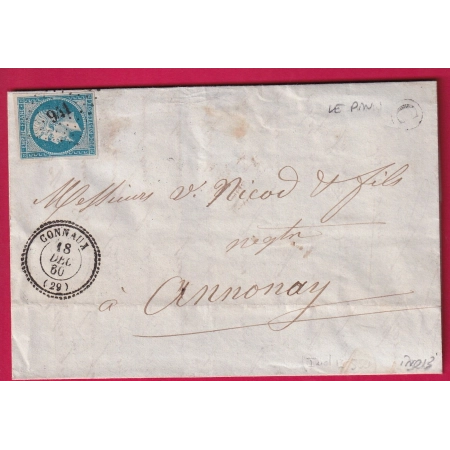 941
LE PIN
C
Messieurs V. Nicod & fils
negts
CONNAUX
18
DEC
60
(29)
à Annonay